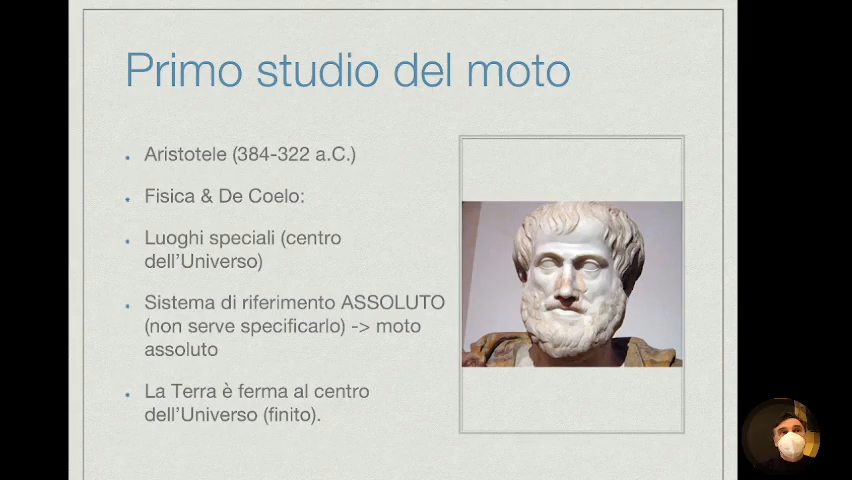 Primo studio del moto
Aristotele (384-322 a.C.)
Fisica & De Coelo:
Luoghi speciali (centro
dell'Universo)
Sistema di riferimento ASSOLUTO
(non serve specificarlo) -> moto
assoluto
La Terra è ferma al centro
dell'Universo (finito).